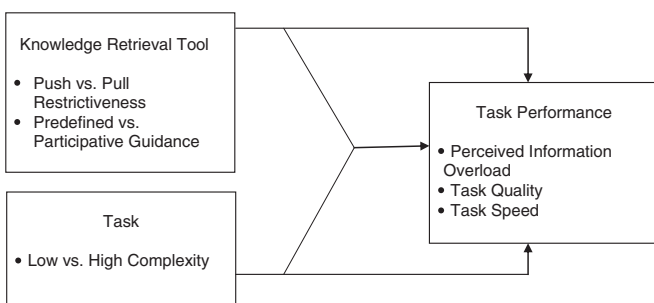 Knowledge Retrieval Tool
• Push vs. Pull
Restrictiveness
• Predefined vs.
Participative Guidance
Task
• Low vs. High Complexity
Task Performance
• Perceived Information
Overload
• Task Quality
• Task Speed